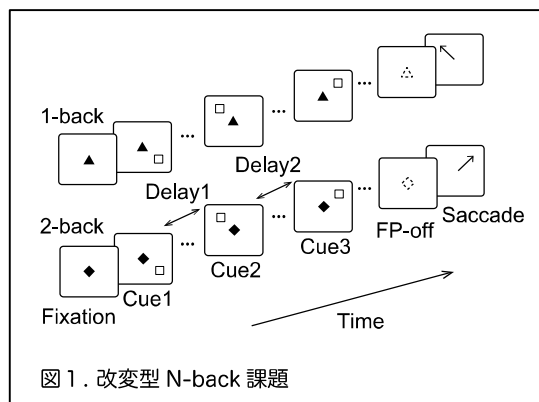 1-back
Delay2
Delay1
2-back
Saccade
FP-off
Cue3
Cue2
Cue1
Fixation
Time
図1. 改変型 N-back 課題